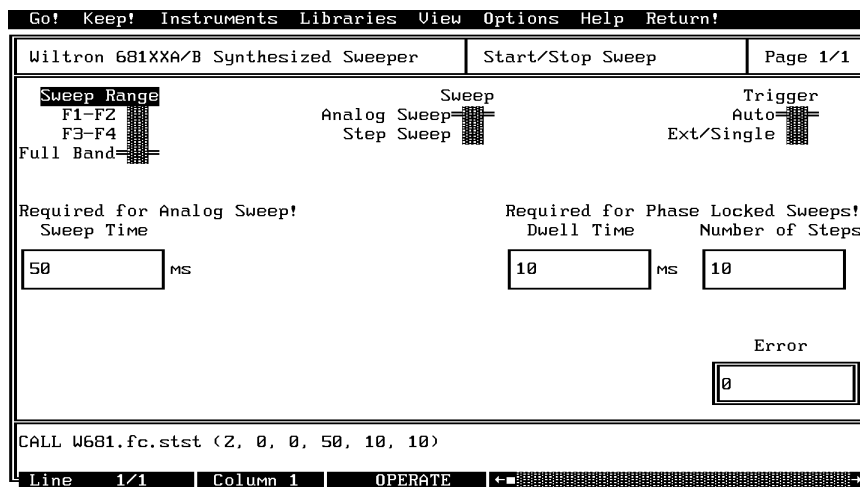 Go! Keep! Instruments Libraries View Options Help Return!
Wiltron 681XXA/B Synthesized Sweeper
Start/Stop Sweep
Page 1/1
Sweep Range
F1-F2
F3-F4
Full Band
Sweep
Analog Sweep
Step Sweep
Trigger
Auto
Ext/Single
Required for Analog Sweep!
Sweep Time
50 ms
Required for Phase Locked Sweeps!
Dwell Time Number of Steps
10 ms 10
Error
0
CALL W681.fc.stst (2, 0, 0, 50, 10, 10)
Line 1/1 Column 1 OPERATE